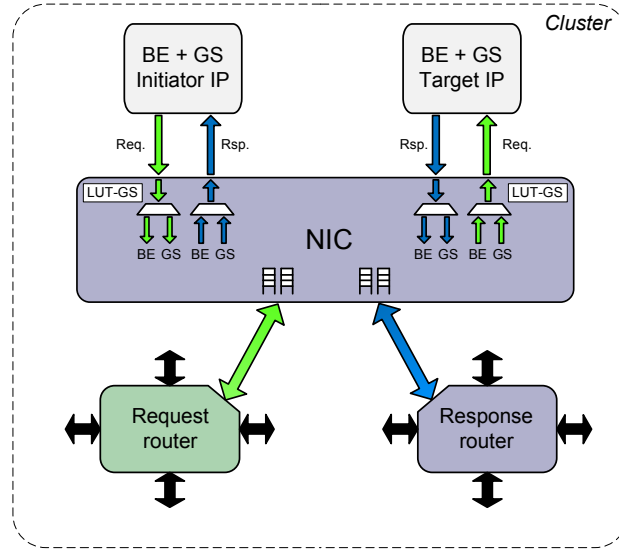 Cluster
BE + GS
Initiator IP
BE + GS
Target IP
Req.
Rsp.
Rsp.
Req.
LUT-GS
LUT-GS
BE GS
BE GS
BE GS
BE GS
NIC
Request
router
Response
router